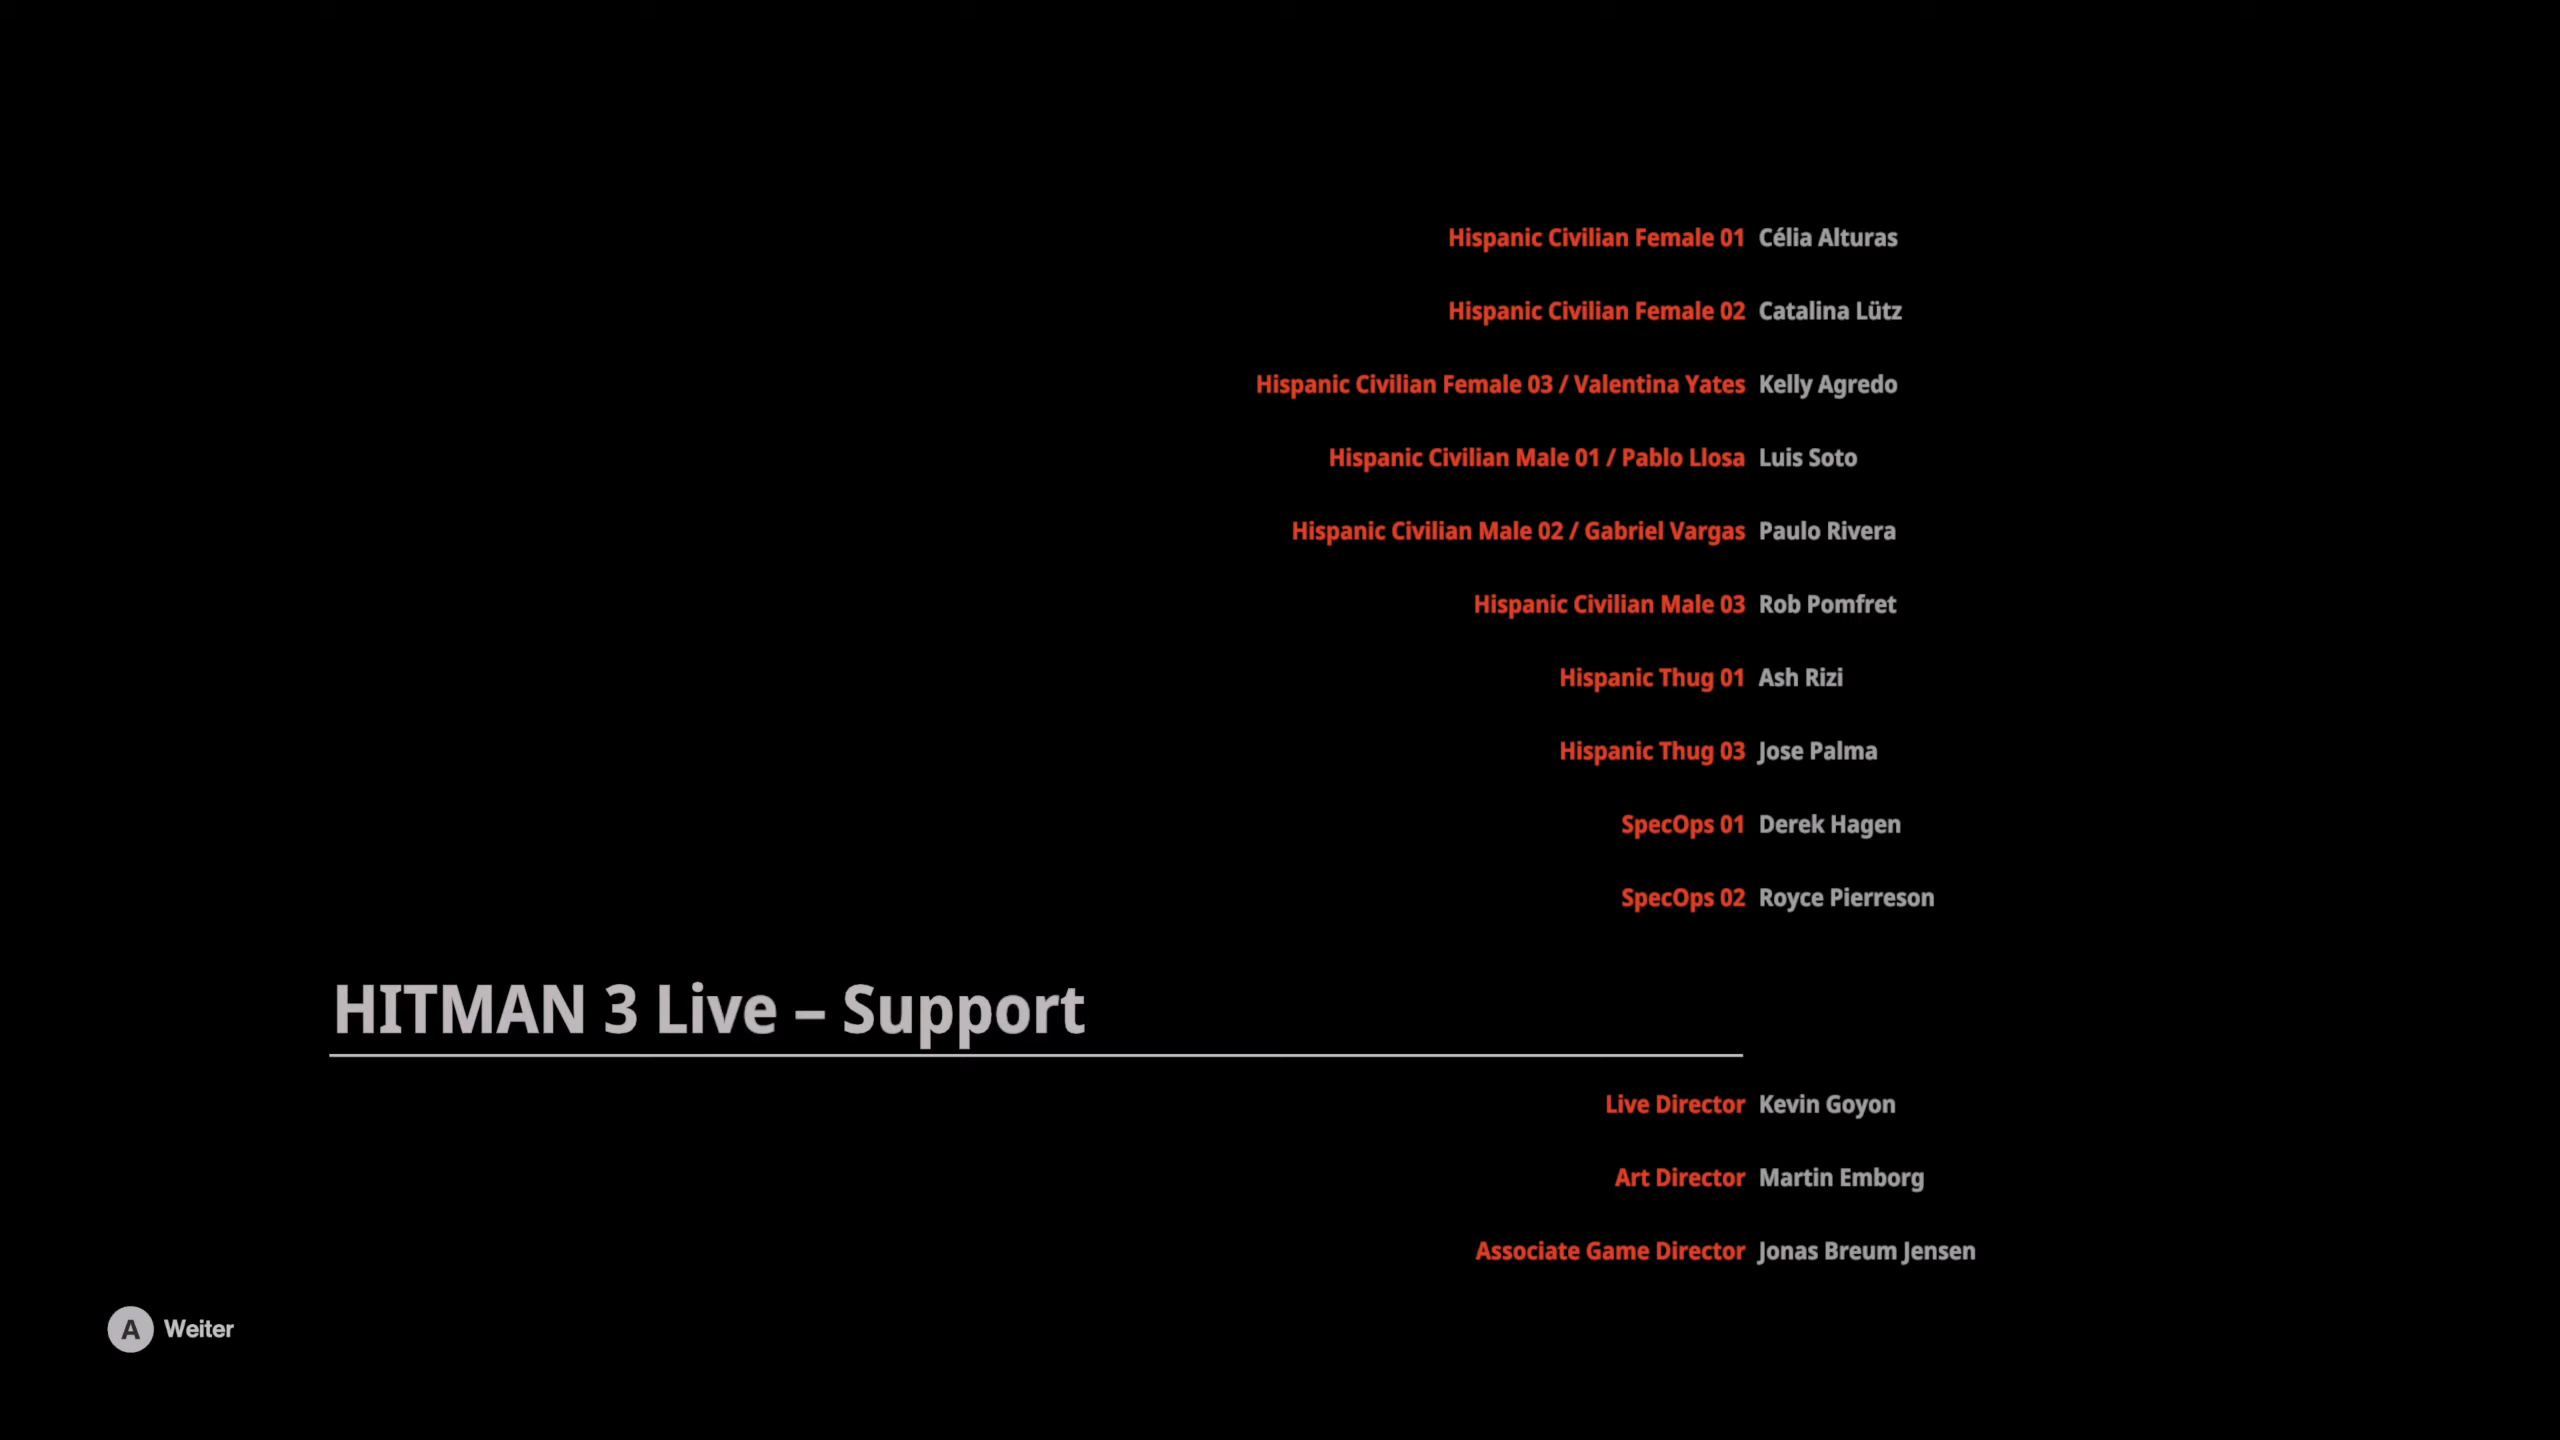 Hispanic Civilian Female 01 Célia Alturas
Hispanic Civilian Female 02 Catalina Lütz
Hispanic Civilian Female 03 / Valentina Yates Kelly Agredo
Hispanic Civilian Male 01 / Pablo Llosa Luis Soto
Hispanic Civilian Male 02 / Gabriel Vargas Paulo Rivera
Hispanic Civilian Male 03 Rob Pomfret
Hispanic Thug 01 Ash Rizi
Hispanic Thug 03 Jose Palma
SpecOps 01 Derek Hagen
SpecOps 02 Royce Pierreson
HITMAN 3 Live – Support
Live Director Kevin Goyon
Art Director Martin Emborg
Associate Game Director Jonas Breum Jensen
A Weiter